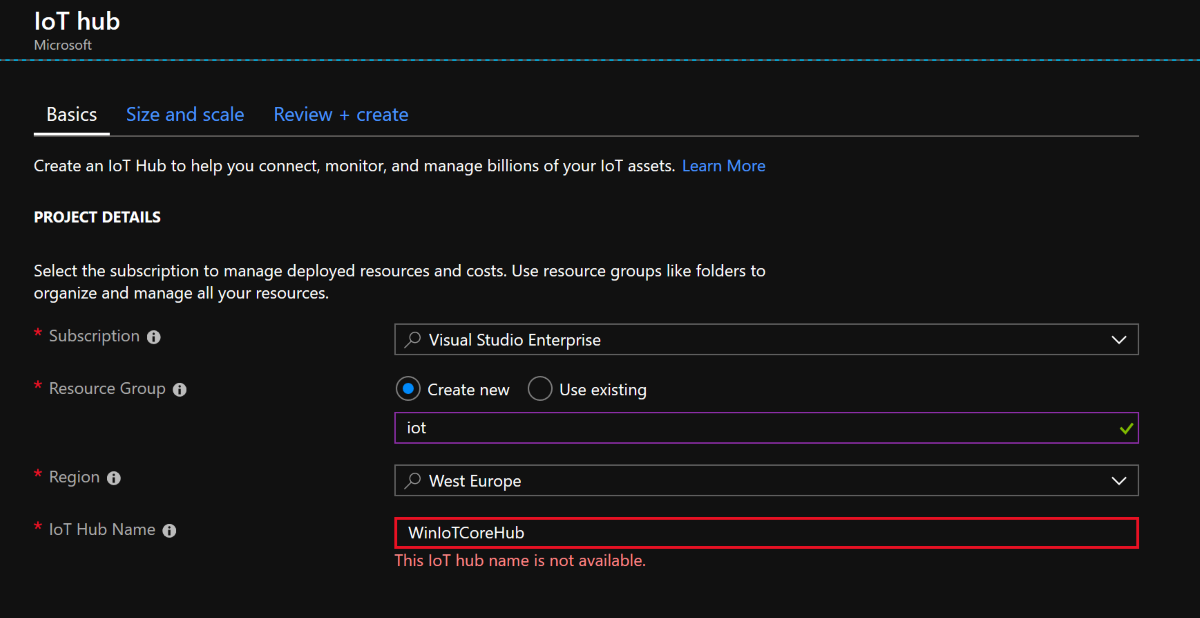 IoT hub
Microsoft
Basics Size and scale Review + create
Create an IoT Hub to help you connect, monitor, and manage billions of your IoT assets. Learn More
PROJECT DETAILS
Select the subscription to manage deployed resources and costs. Use resource groups like folders to
organize and manage all your resources.
* Subscription Visual Studio Enterprise
* Resource Group Create new Use existing
iot
* Region West Europe
* IoT Hub Name WinIoTCoreHub
This IoT hub name is not available.